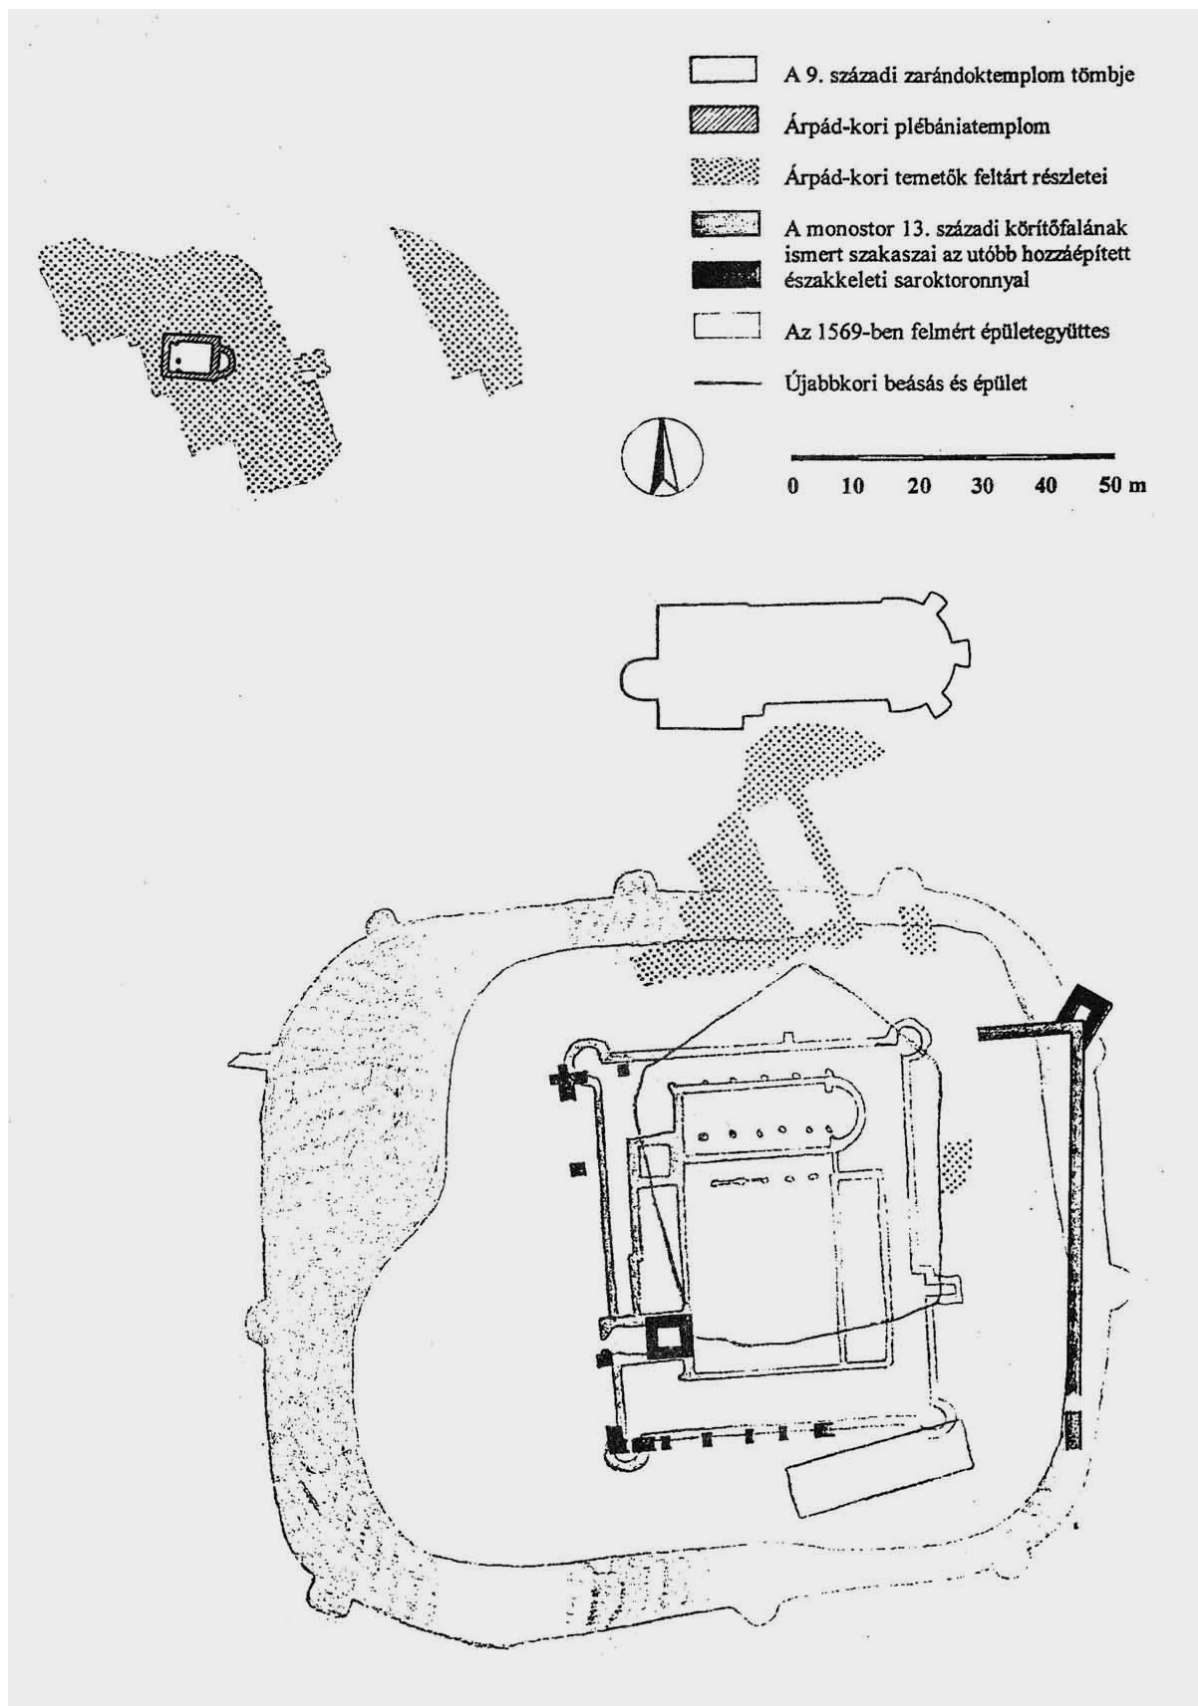 A 9. századi zarándoktemplom tömbje
Árpád-kori plébániatemplom
Árpád-kori temetők feltárt részletei
A monostor 13. századi körítőfalának
ismert szakaszai az utóbb hozzáépített
északkeleti saroktoronnyal
Az 1569-ben felmért épületegyüttes
Újabbkori beásás és épület
0 10 20 30 40 50 m